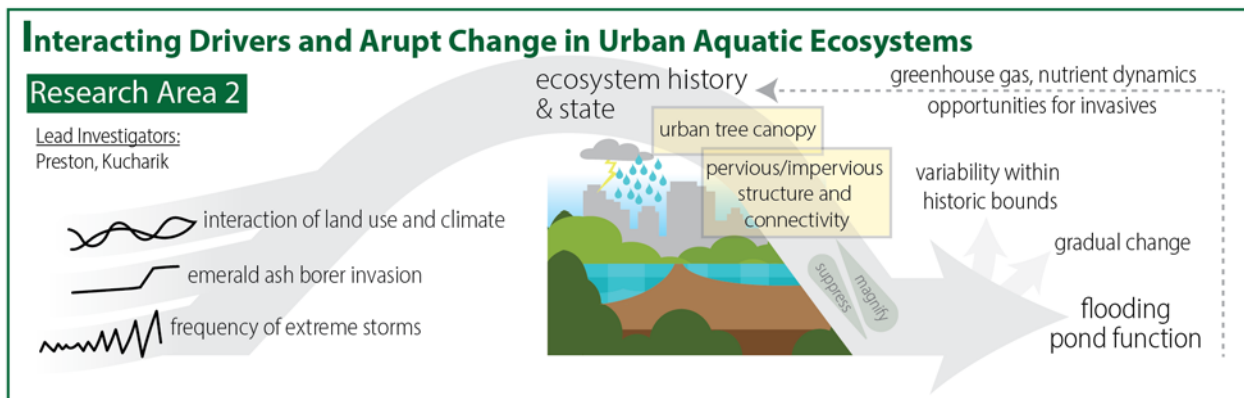 Interacting Drivers and Arupt Change in Urban Aquatic Ecosystems
Research Area 2
Lead Investigators:
Preston, Kucharik
interaction of land use and climate
emerald ash borer invasion
frequency of extreme storms
ecosystem history
& state
urban tree canopy
pervious/impervious
structure and
connectivity
suppress
magnify
greenhouse gas, nutrient dynamics
opportunities for invasives
variability within
historic bounds
gradual change
flooding
pond function